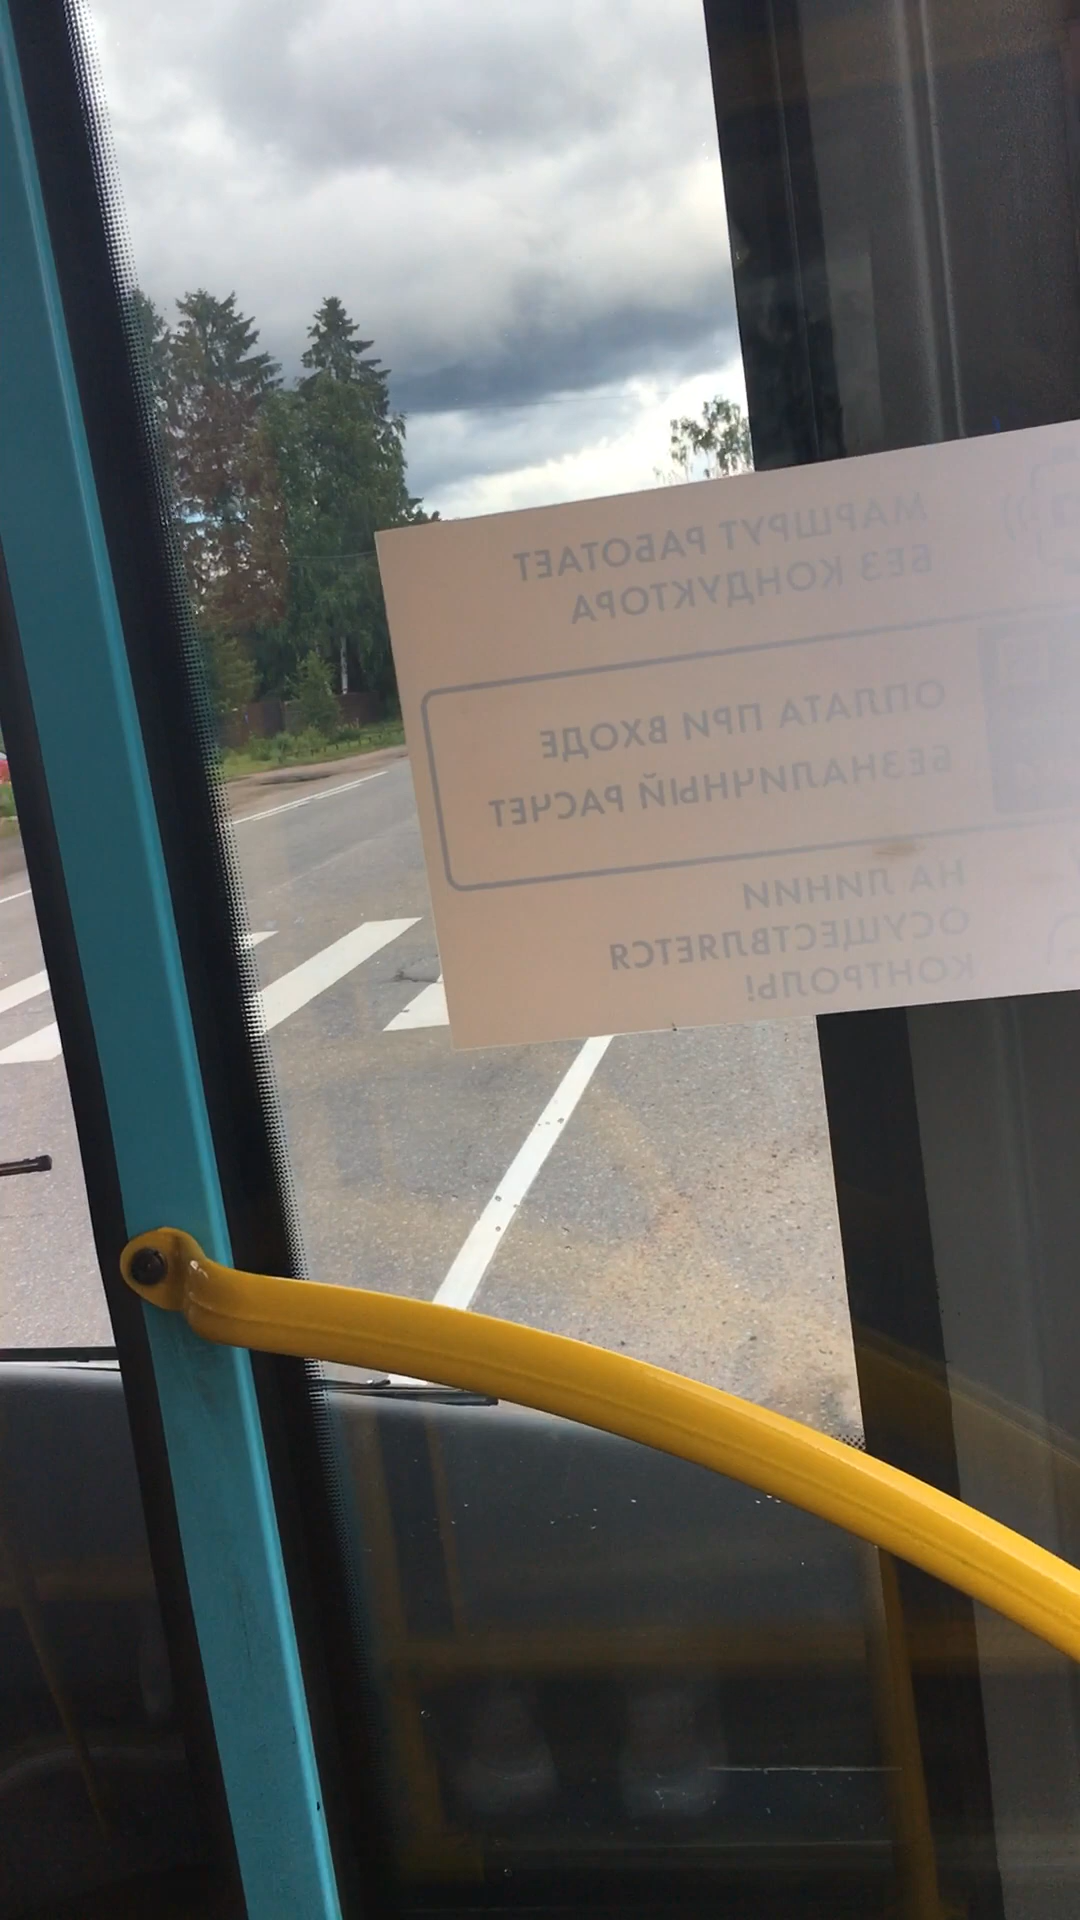 МАРШРУТ РАБОТАЕТ
БЕЗ КОНДУКТОРА
ОПЛАТА ПРИ ВХОДЕ
БЕЗНАЛИЧНЫЙ РАСЧЕТ
НА ЛИНИИ
ОСУЩЕСТВЛЯЕТСЯ
КОНТРОЛЬ!